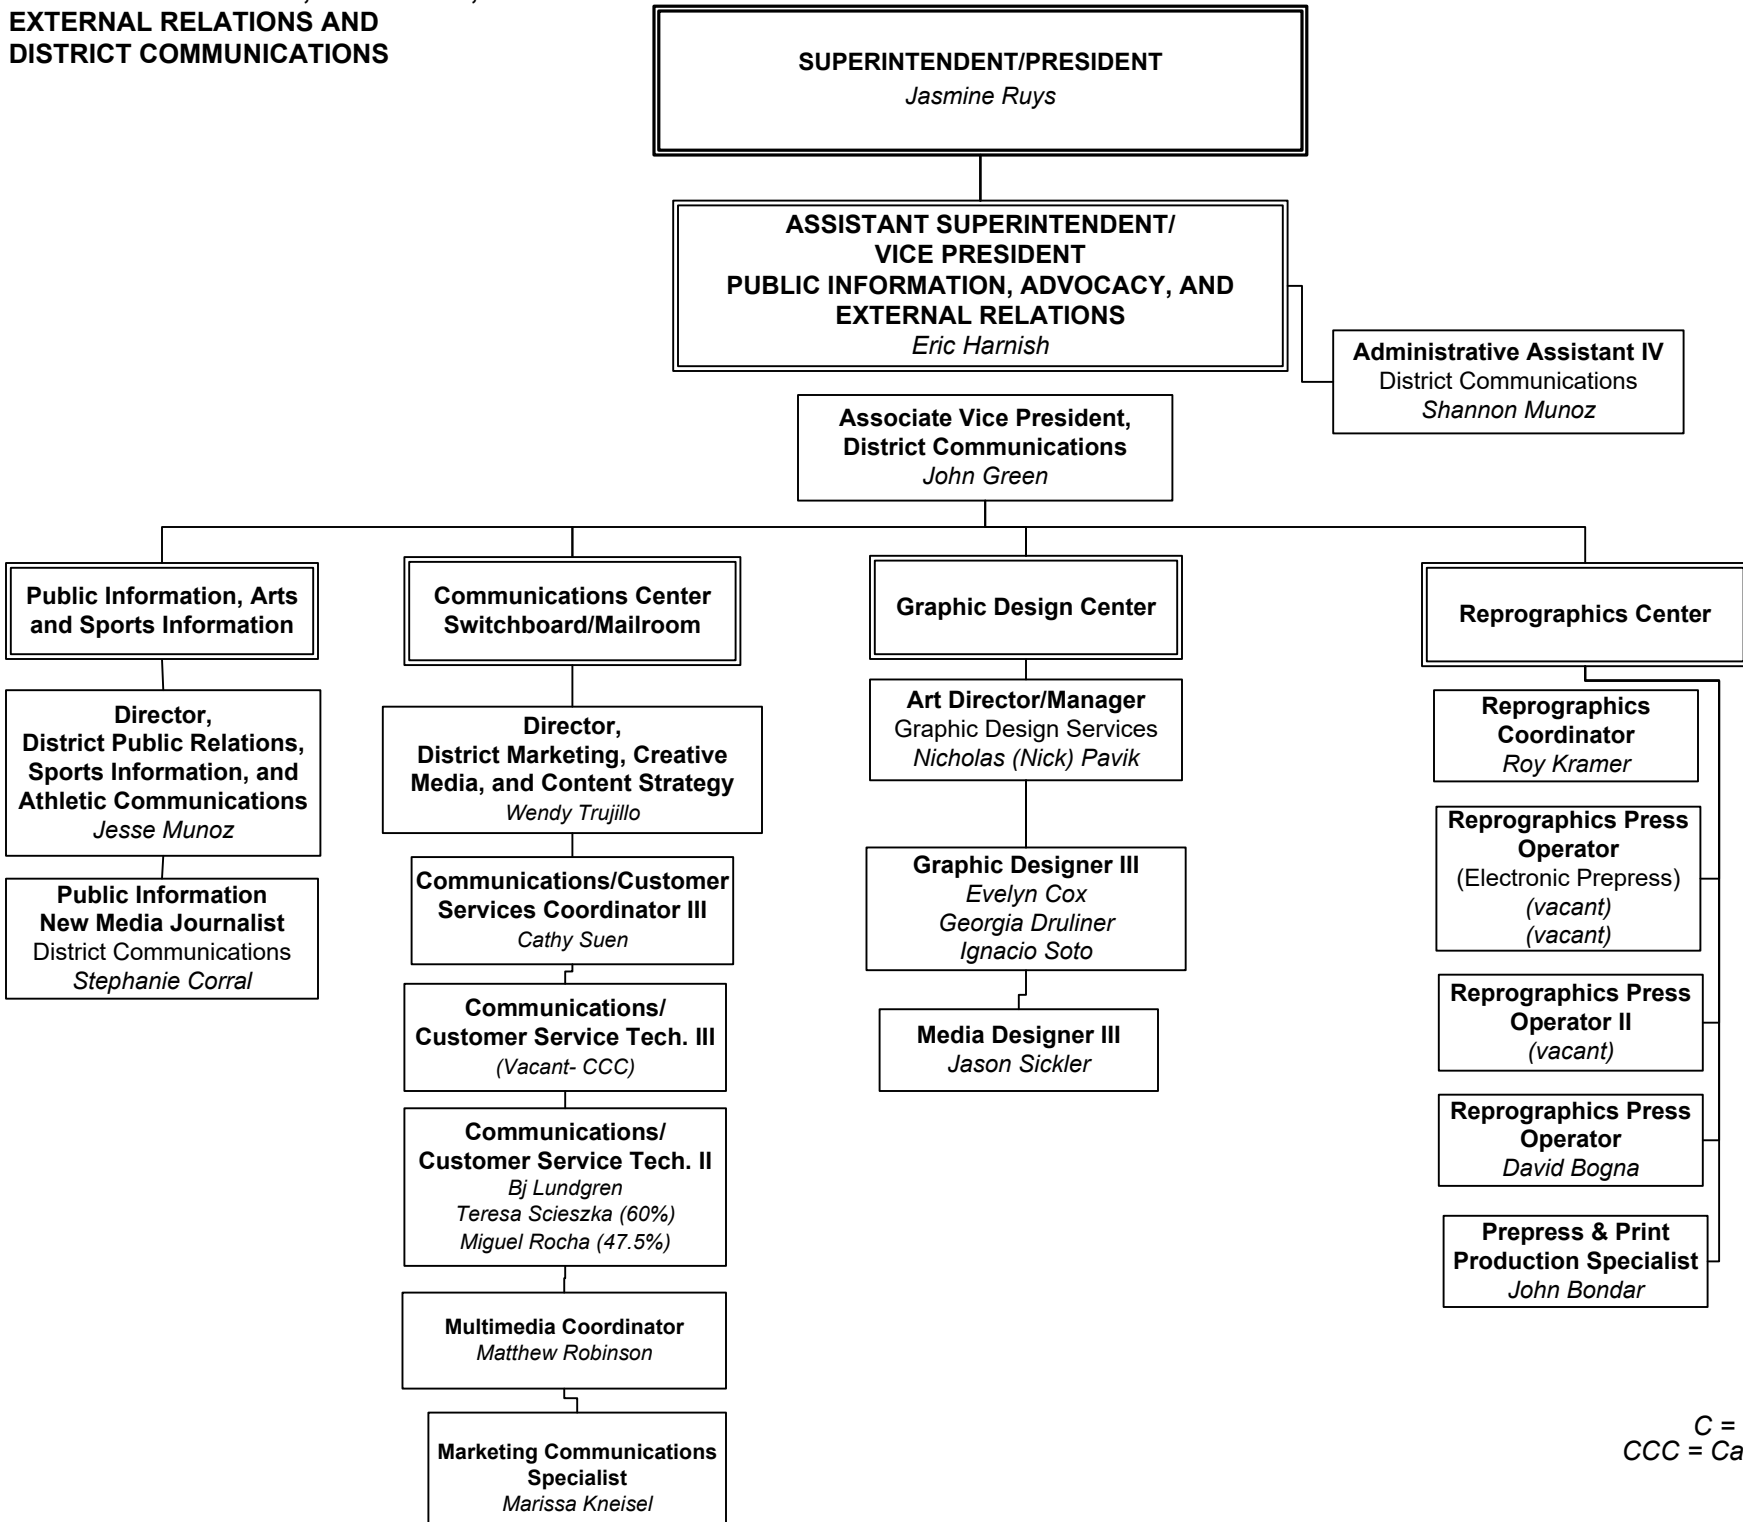 EXTERNAL RELATIONS AND
DISTRICT COMMUNICATIONS
SUPERINTENDENT/PRESIDENT
Jasmine Ruys
ASSISTANT SUPERINTENDENT/
VICE PRESIDENT
PUBLIC INFORMATION, ADVOCACY, AND
EXTERNAL RELATIONS
Eric Harnish
Administrative Assistant IV
District Communications
Shannon Munoz
Associate Vice President,
District Communications
John Green
Public Information, Arts
and Sports Information
Director,
District Public Relations,
Sports Information, and
Athletic Communications
Jesse Munoz
Public Information
New Media Journalist
District Communications
Stephanie Corral
Communications Center
Switchboard/Mailroom
Director,
District Marketing, Creative
Media, and Content Strategy
Wendy Trujillo
Communications/Customer
Services Coordinator III
Cathy Suen
Communications/
Customer Service Tech. III
(Vacant- CCC)
Communications/
Customer Service Tech. II
Bj Lundgren
Teresa Scieszka (60%)
Miguel Rocha (47.5%)
Multimedia Coordinator
Matthew Robinson
Marketing Communications
Specialist
Marissa Kneisel
Graphic Design Center
Art Director/Manager
Graphic Design Services
Nicholas (Nick) Pavik
Graphic Designer III
Evelyn Cox
Georgia Druliner
Ignacio Soto
Media Designer III
Jason Sickler
Reprographics Center
Reprographics
Coordinator
Roy Kramer
Reprographics Press
Operator
(Electronic Prepress)
(vacant)
(vacant)
Reprographics Press
Operator II
(vacant)
Reprographics Press
Operator
David Bogna
Prepress & Print
Production Specialist
John Bondar
C =
CCC = Ca